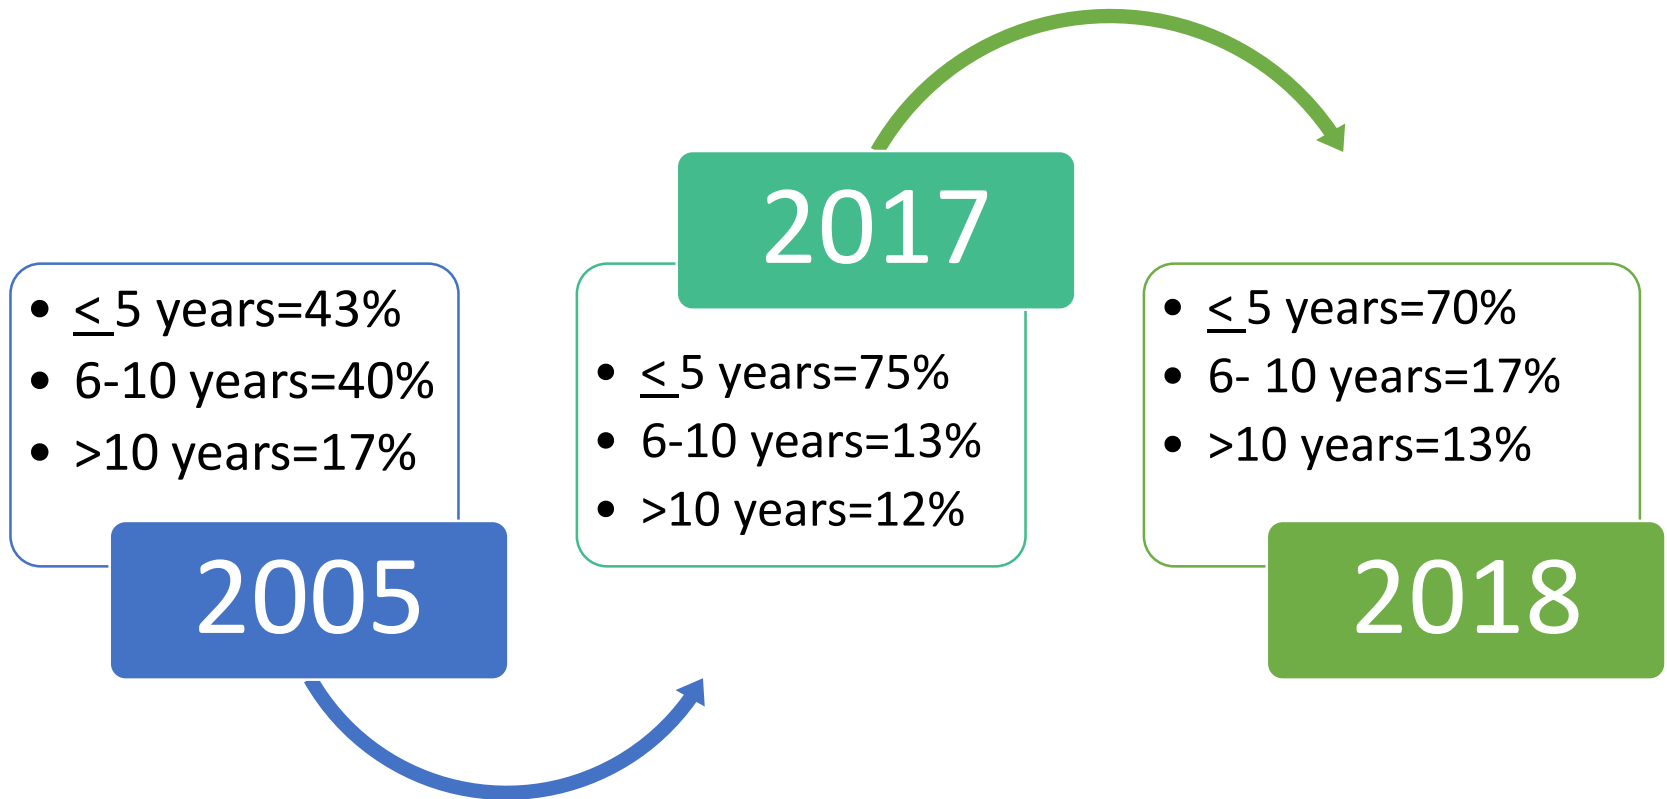 • < 5 years=43%
• 6-10 years=40%
• >10 years=17%
2005
2017
• < 5 years=75%
• 6-10 years=13%
• >10 years=12%
• < 5 years=70%
• 6- 10 years=17%
• >10 years=13%
2018